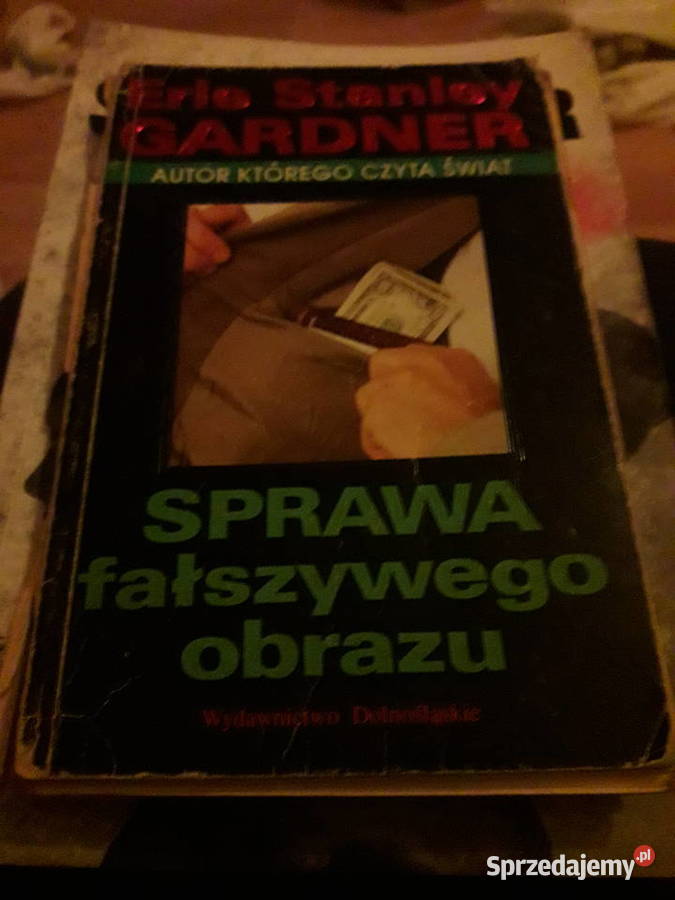 Erle Stanley
GARDNER
AUTOR KTÓREGO CZYTA ŚWIAT
SPRAWA
fałszywego
obrazu
Wydawnictwo Dolnośląskie
Sprzedajemy.pl